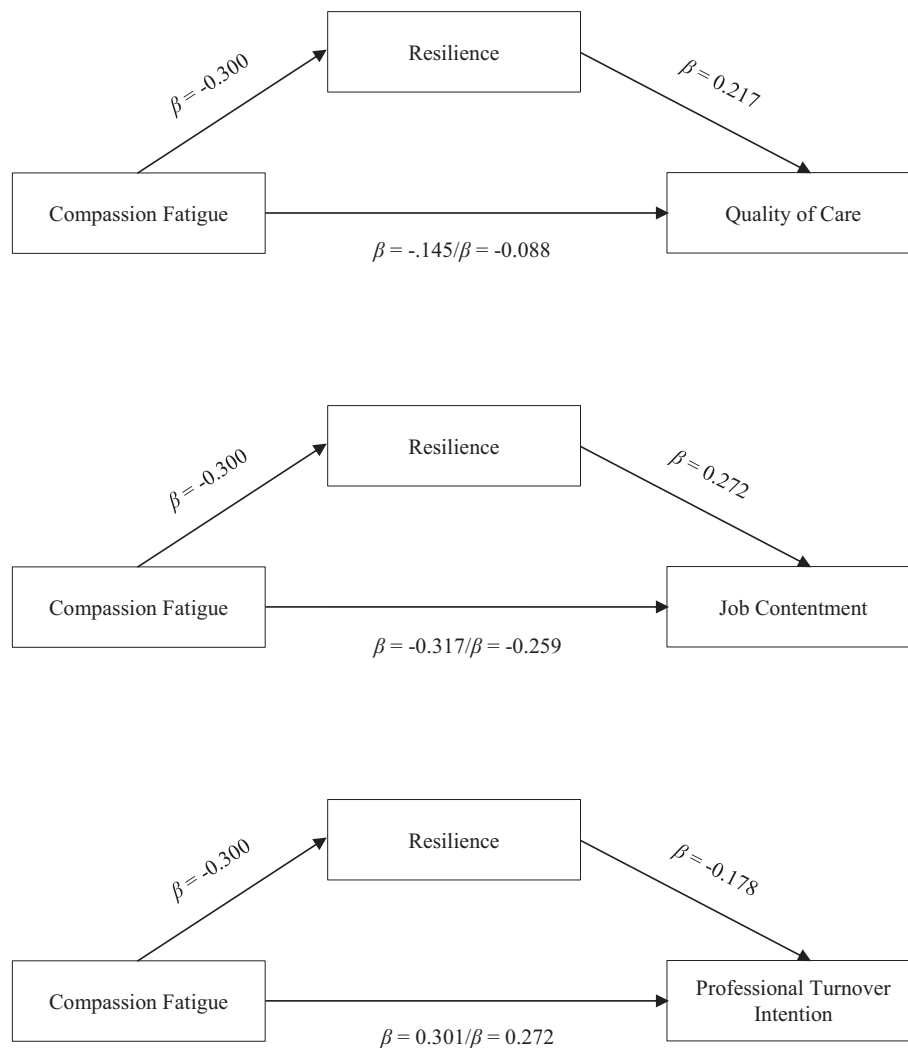 Resilience
β = -0.300
β = 0.217
Compassion Fatigue
Quality of Care
β = -.145/β = -0.088
Resilience
β = -0.300
β = 0.272
Compassion Fatigue
Job Contentment
β = -0.317/β = -0.259
Resilience
β = -0.300
β = -0.178
Compassion Fatigue
Professional Turnover
Intention
β = 0.301/β = 0.272